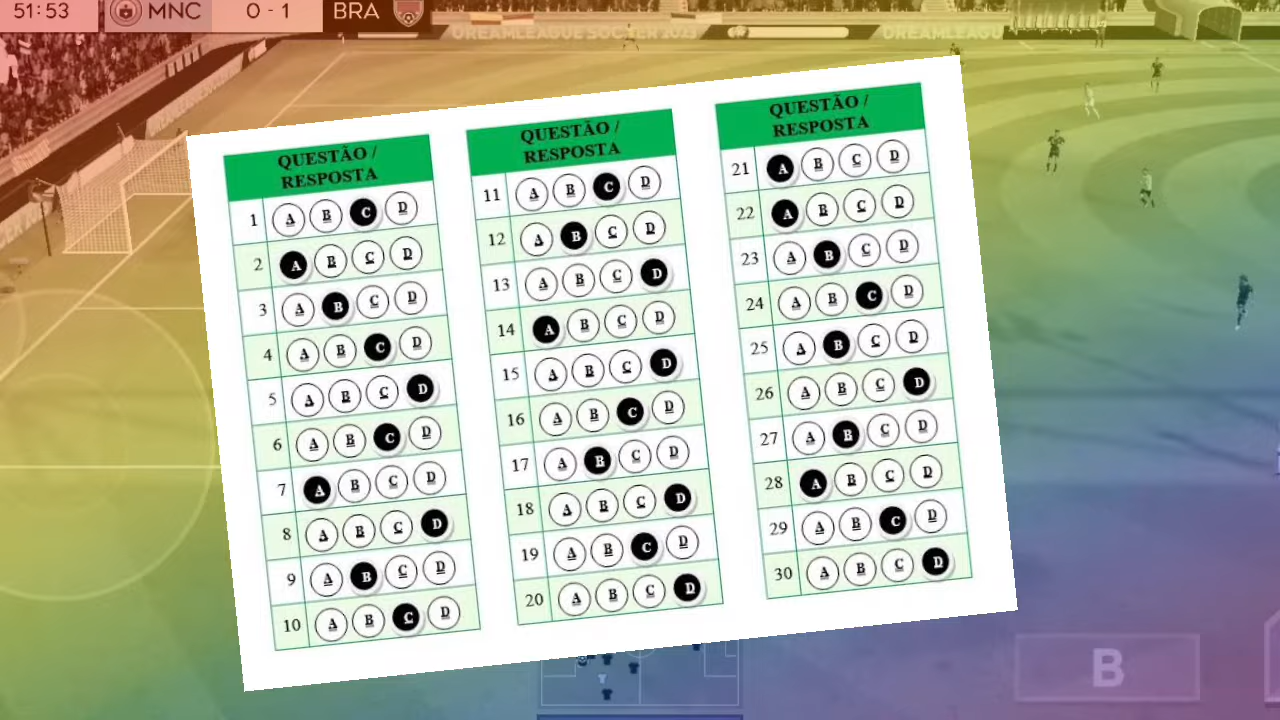 51:53 MNC 0 - 1 BRA
DREAMLEAGUE SOCCER 2023
DREAMLEAGU
QUESTÃO /
RESPOSTA
1 A B C D
2 A B C D
3 A B C D
4 A B C D
5 A B C D
6 A B C D
7 A B C D
8 A B C D
9 A B C D
10 A B C D
QUESTÃO /
RESPOSTA
11 A B C D
12 A B C D
13 A B C D
14 A B C D
15 A B C D
16 A B C D
17 A B C D
18 A B C D
19 A B C D
20 A B C D
QUESTÃO /
RESPOSTA
21 A B C D
22 A B C D
23 A B C D
24 A B C D
25 A B C D
26 A B C D
27 A B C D
28 A B C D
29 A B C D
30 A B C D
B